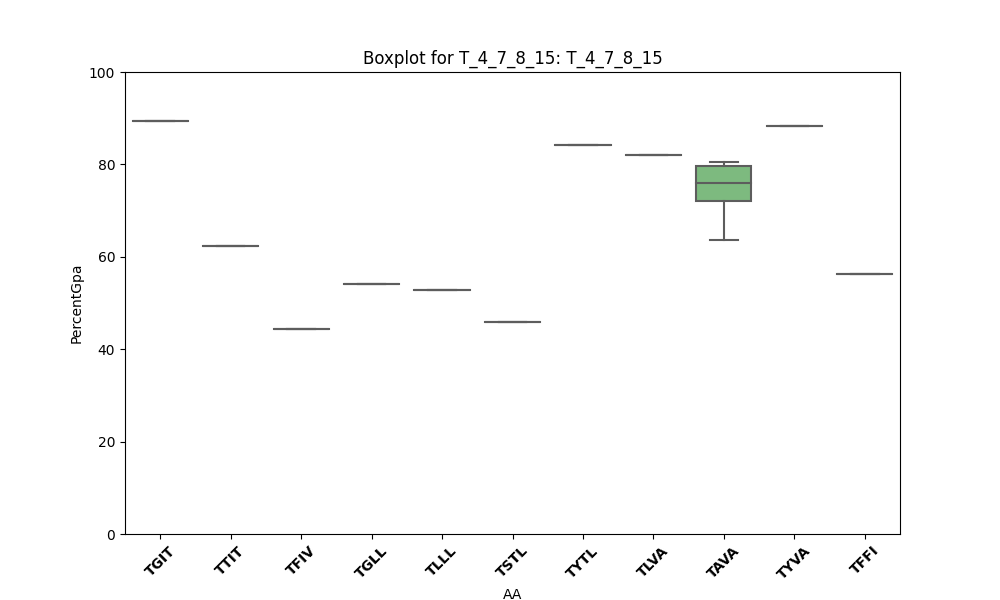 Boxplot for T_4_7_8_15: T_4_7_8_15
100
80
60
40
20
0
PercentGpa
TGIT TTIT TFIV TGLL TLLL TSTL TYTL TLVA TAVA TYVA TFFI
AA